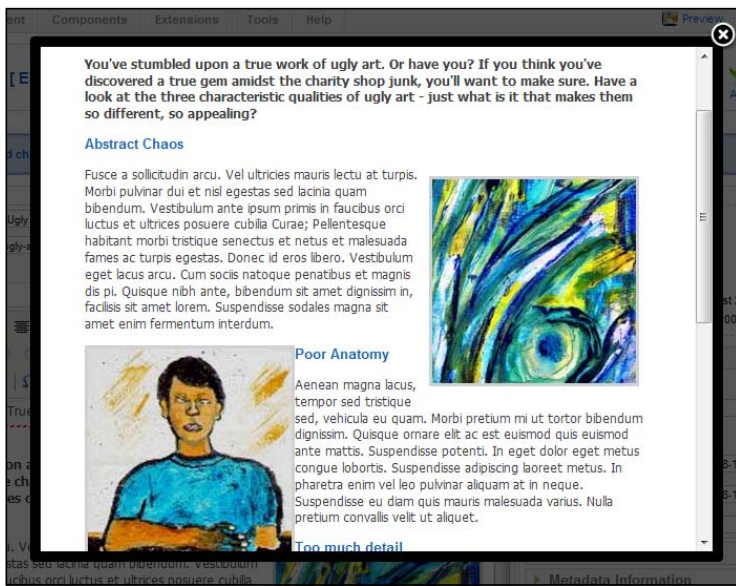 Components Extensions Tools Help
Preview
You've stumbled upon a true work of ugly art. Or have you? If you think you've
discovered a true gem amidst the charity shop junk, you'll want to make sure. Have a
look at the three characteristic qualities of ugly art - just what is it that makes them
so different, so appealing?
Abstract Chaos
Fusce a sollicitudin arcu. Vel ultricies mauris lectu at turpis.
Morbi pulvinar dui et nisl egestas sed lacinia quam
bibendum. Vestibulum ante ipsum primis in faucibus orci
luctus et ultrices posuere cubilia Curae; Pellentesque
habitant morbi tristique senectus et netus et malesuada
fames ac turpis egestas. Donec id eros libero. Vestibulum
eget lacus arcu. Cum sociis natoque penatibus et magnis
dis pi. Quisque nibh ante, bibendum sit amet dignissim in,
facilisis sit amet lorem. Suspendisse sodales magna sit
amet enim fermentum interdum.
Poor Anatomy
Aenean magna lacus,
tempor sed tristique
sed, vehicula eu quam. Morbi pretium mi ut tortor bibendum
dignissim. Quisque ornare elit ac est euismod quis euismod
ante mattis. Suspendisse potenti. In eget dolor eget metus
congue lobortis. Suspendisse adipiscing laoreet metus. In
pharetra enim vel leo pulvinar aliquam at in neque.
Suspendisse eu diam quis mauris malesuada varius. Nulla
pretium convallis velit ut aliquet.
Too much detail
Metadata Information